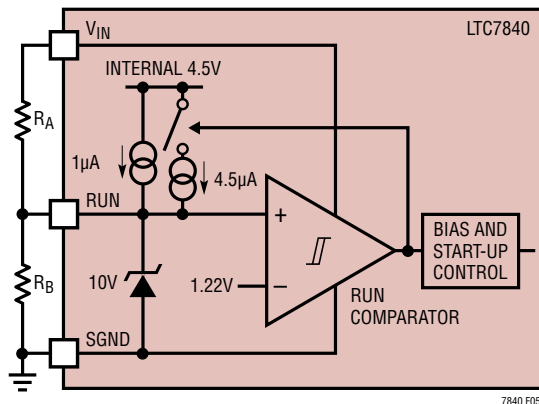 V_IN
LTC7840
INTERNAL 4.5V
R_A
1µA
4.5µA
RUN
+
BIAS AND
START-UP
CONTROL
R_B
10V
1.22V
−
RUN
COMPARATOR
SGND
7840 F05